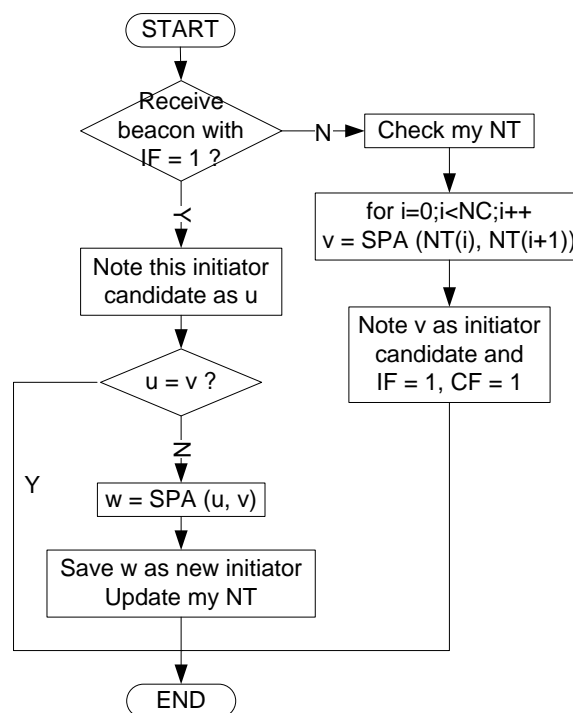 START
Receive
beacon with
IF = 1 ?
N
Check my NT
for i=0;i<NC;i++
v = SPA (NT(i), NT(i+1))
Y
Note this initiator
candidate as u
Note v as initiator
candidate and
IF = 1, CF = 1
u = v ?
N
Y
w = SPA (u, v)
Save w as new initiator
Update my NT
END